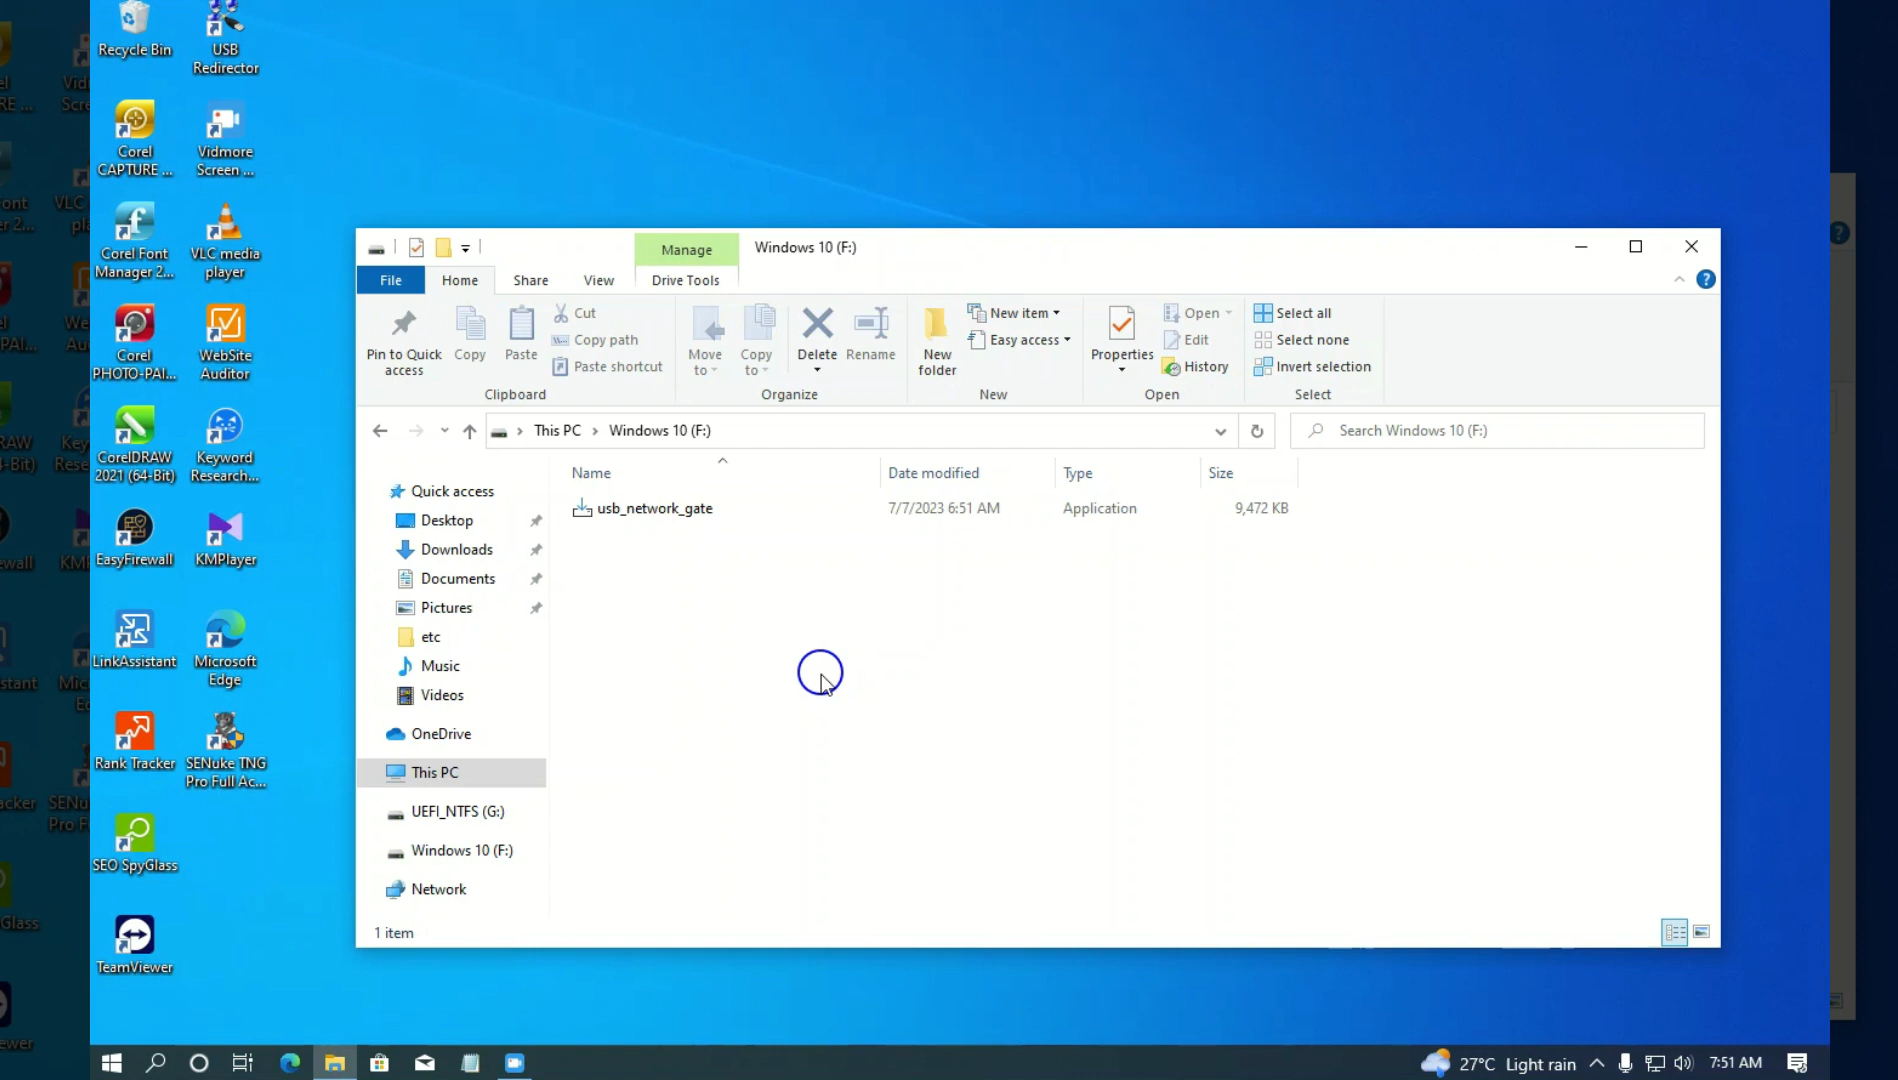 Recycle Bin
USB
Redirector
Corel
CAPTURE ...
Vidmore
Screen ...
Corel Font
Manager 2...
VLC media
player
Corel
PHOTO-PAI...
WebSite
Auditor
CorelDRAW
2021 (64-Bit)
Keyword
Research...
EasyFirewall
KMPlayer
LinkAssistant
Microsoft
Edge
Rank Tracker
SENuke TNG
Pro Full Ac...
SEO SpyGlass
TeamViewer
Manage
Windows 10 (F:)
File
Home
Share
View
Drive Tools
Pin to Quick
access
Copy
Paste
Cut
Copy path
Paste shortcut
Clipboard
Move
to
Copy
to
Delete
Rename
Organize
New
folder
New item
Easy access
New
Properties
Open
Edit
History
Open
Select all
Select none
Invert selection
Select
This PC > Windows 10 (F:)
Search Windows 10 (F:)
Name
Date modified
Type
Size
usb_network_gate
7/7/2023 6:51 AM
Application
9,472 KB
Quick access
Desktop
Downloads
Documents
Pictures
etc
Music
Videos
OneDrive
This PC
UEFI_NTFS (G:)
Windows 10 (F:)
Network
1 item
27°C Light rain
7:51 AM